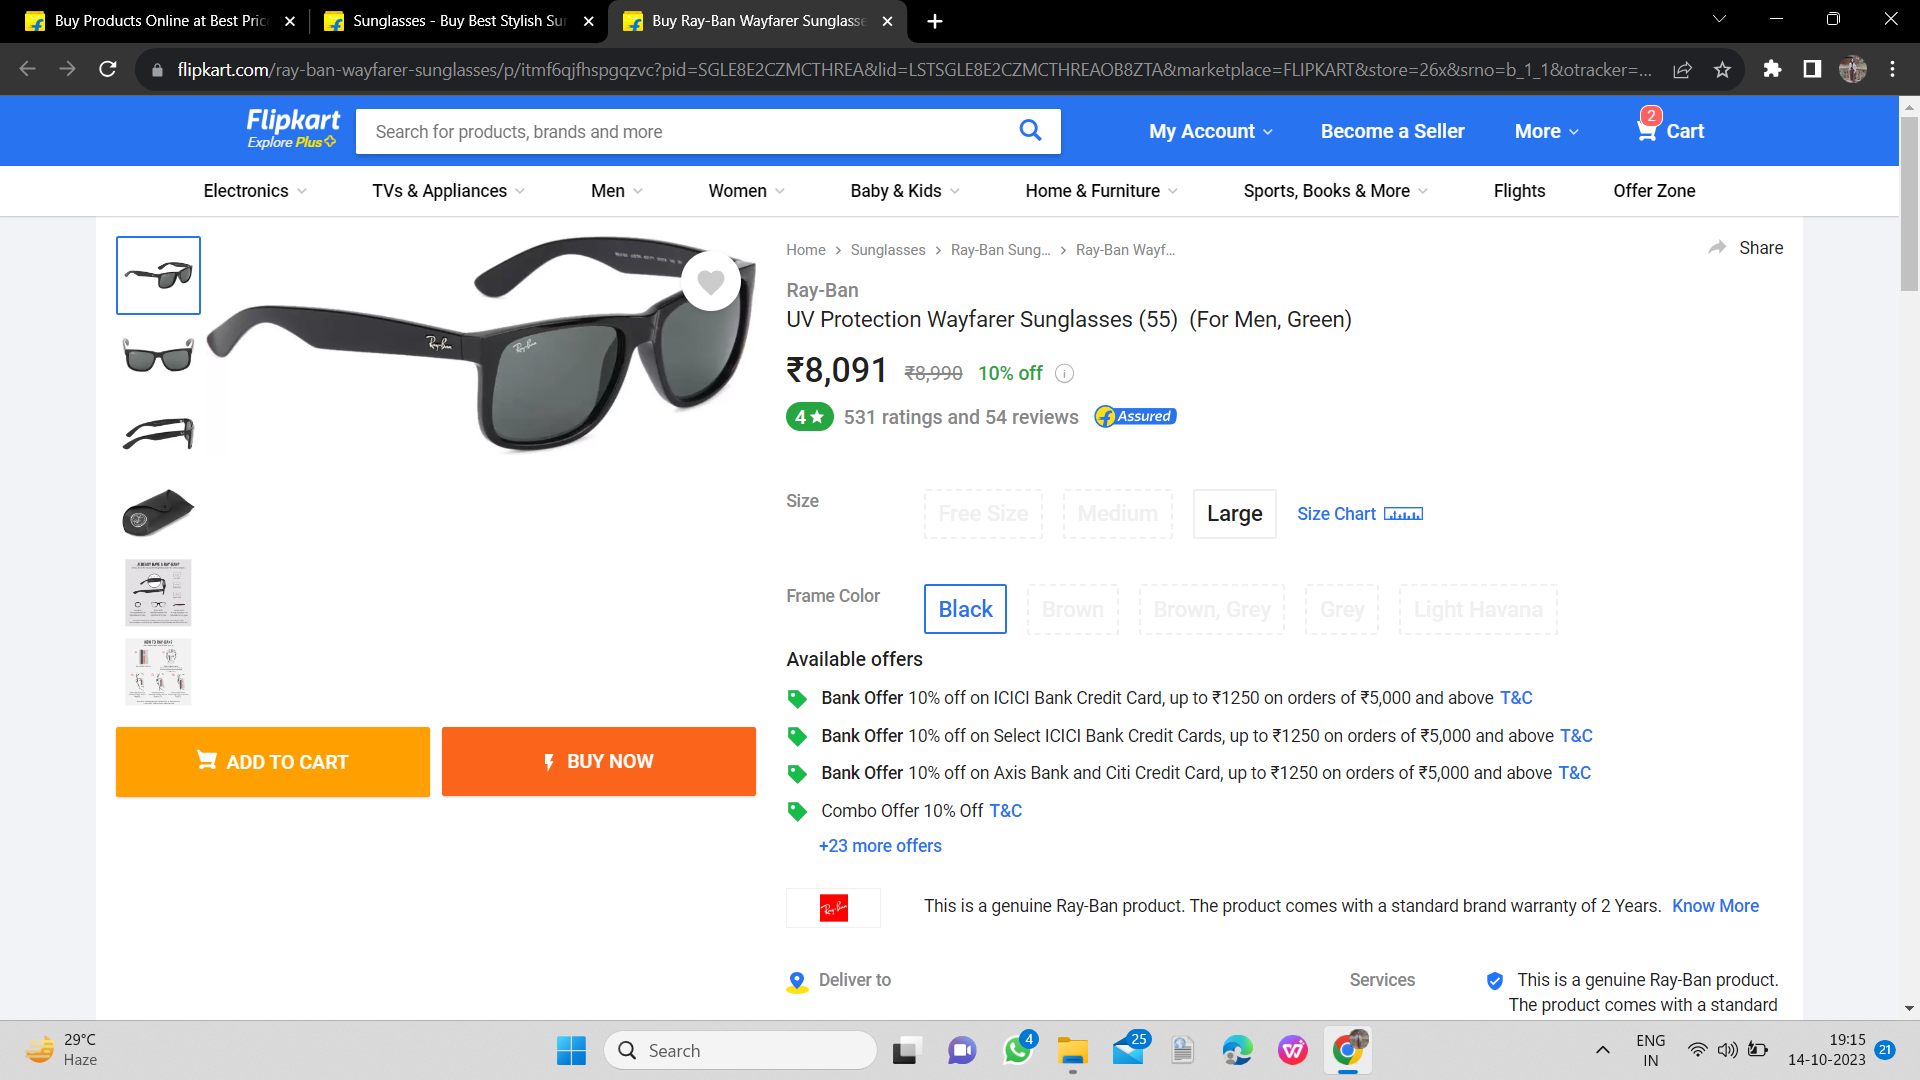 Buy Products Online at Best Pric
Sunglasses - Buy Best Stylish Su
Buy Ray-Ban Wayfarer Sunglasse
flipkart.com/ray-ban-wayfarer-sunglasses/p/itmf6qjfhspgqzvc?pid=SGLE8E2CZMCTHREA&lid=LSTSGLE8E2CZMCTHREAOB8ZTA&marketplace=FLIPKART&store=26x&srno=b_1_1&otracker=...
Flipkart
Explore Plus
Search for products, brands and more
My Account
Become a Seller
More
2
Cart
Electronics
TVs & Appliances
Men
Women
Baby & Kids
Home & Furniture
Sports, Books & More
Flights
Offer Zone
Home > Sunglasses > Ray-Ban Sung... > Ray-Ban Wayf...
Share
Ray-Ban
Ray-Ban
Ray-Ban
UV Protection Wayfarer Sunglasses (55) (For Men, Green)
₹8,091 ₹8,990 10% off
4 ★ 531 ratings and 54 reviews Assured
Size
Free Size
Medium
Large
Size Chart
Frame Color
Black
Brown
Brown, Grey
Grey
Light Havana
Available offers
Bank Offer 10% off on ICICI Bank Credit Card, up to ₹1250 on orders of ₹5,000 and above T&C
Bank Offer 10% off on Select ICICI Bank Credit Cards, up to ₹1250 on orders of ₹5,000 and above T&C
Bank Offer 10% off on Axis Bank and Citi Credit Card, up to ₹1250 on orders of ₹5,000 and above T&C
Combo Offer 10% Off T&C
+23 more offers
ADD TO CART
BUY NOW
Ray-Ban
This is a genuine Ray-Ban product. The product comes with a standard brand warranty of 2 Years. Know More
Deliver to
Services
This is a genuine Ray-Ban product.
The product comes with a standard
29°C
Haze
Search
4
25
ENG
IN
19:15
14-10-2023
21